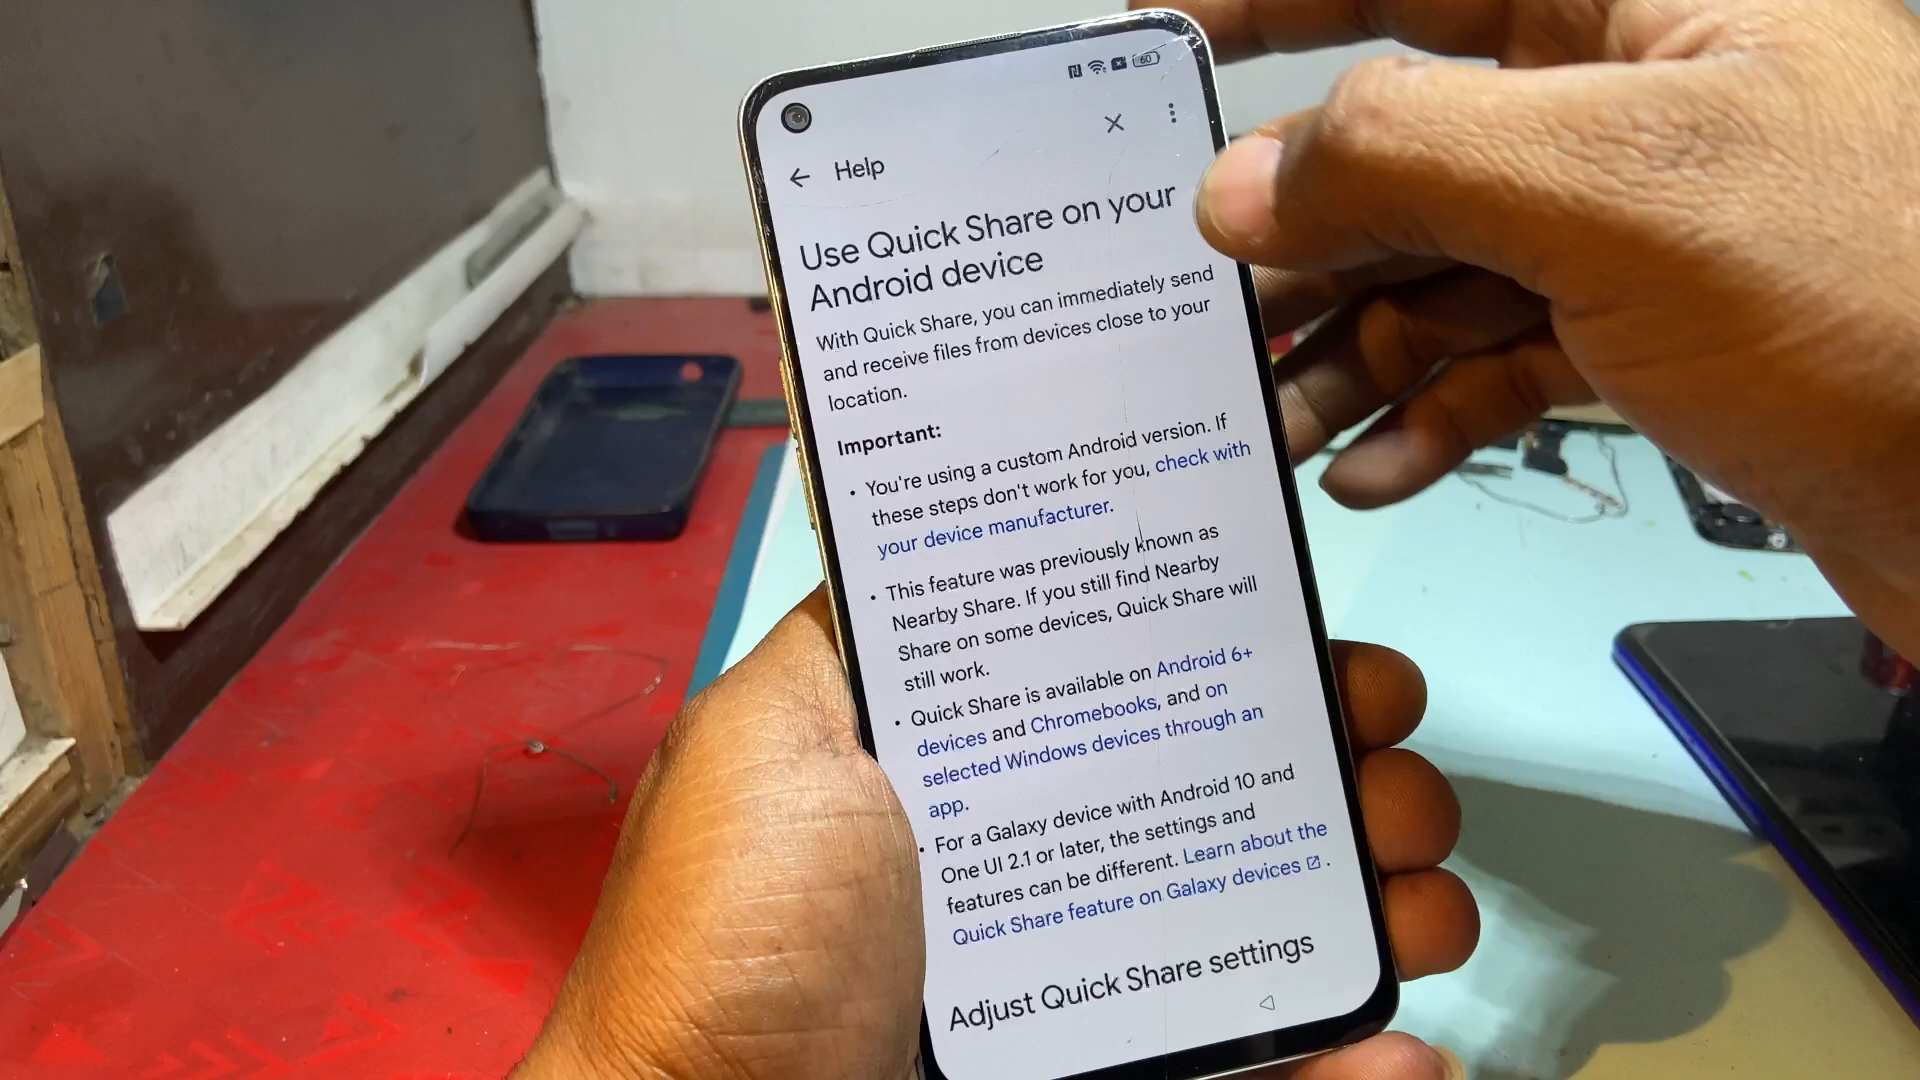 60
Help
Use Quick Share on your
Android device
With Quick Share, you can immediately send
and receive files from devices close to your
location.
Important:
• You're using a custom Android version. If
these steps don't work for you, check with
your device manufacturer.
• This feature was previously known as
Nearby Share. If you still find Nearby
Share on some devices, Quick Share will
still work.
• Quick Share is available on Android 6+
devices and Chromebooks, and on
selected Windows devices through an
app.
• For a Galaxy device with Android 10 and
One UI 2.1 or later, the settings and
features can be different. Learn about the
Quick Share feature on Galaxy devices.
Adjust Quick Share settings